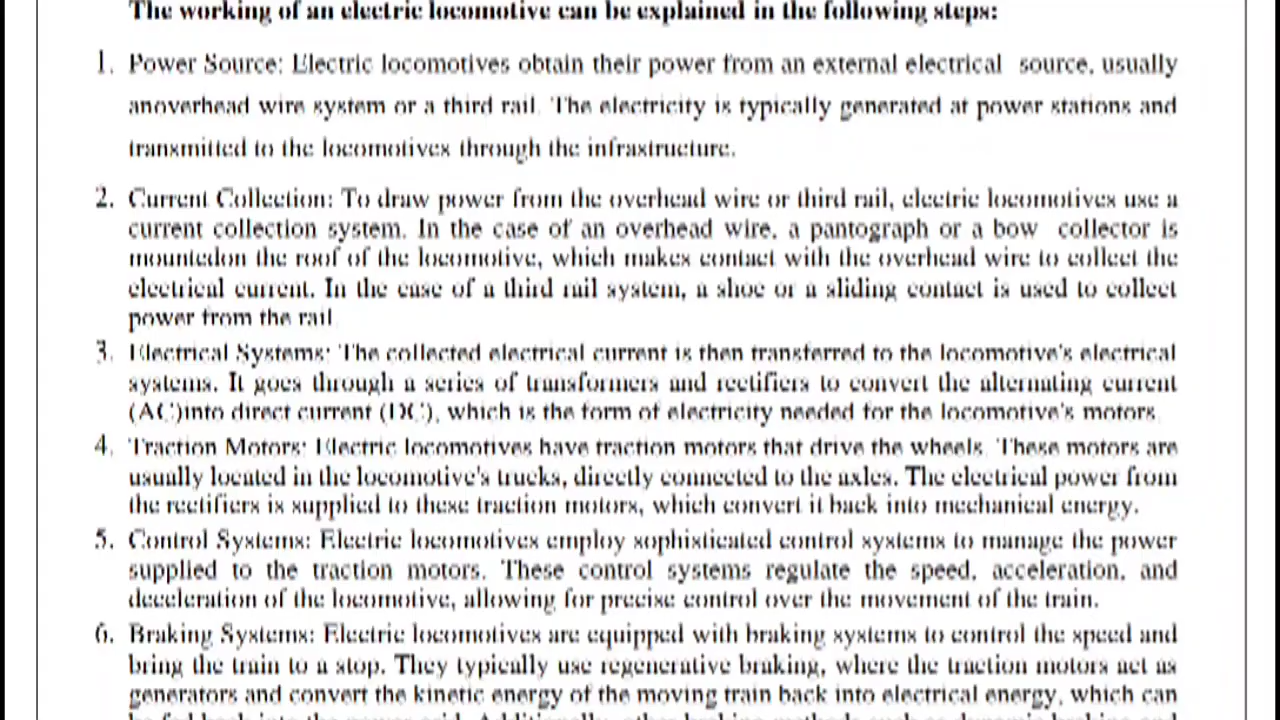 The working of an electric locomotive can be explained in the following steps:
1. Power Source: Electric locomotives obtain their power from an external electrical source, usually
anoverhead wire system or a third rail. The electricity is typically generated at power stations and
transmitted to the locomotives through the infrastructure.
2. Current Collection: To draw power from the overhead wire or third rail, electric locomotives use a
current collection system. In the case of an overhead wire, a pantograph or a bow collector is
mountedon the roof of the locomotive, which makes contact with the overhead wire to collect the
electrical current. In the case of a third rail system, a shoe or a sliding contact is used to collect
power from the rail.
3. Electrical Systems: The collected electrical current is then transferred to the locomotive's electrical
systems. It goes through a series of transformers and rectifiers to convert the alternating current
(AC)into direct current (DC), which is the form of electricity needed for the locomotive's motors.
4. Traction Motors: Electric locomotives have traction motors that drive the wheels. These motors are
usually located in the locomotive's trucks, directly connected to the axles. The electrical power from
the rectifiers is supplied to these traction motors, which convert it back into mechanical energy.
5. Control Systems: Electric locomotives employ sophisticated control systems to manage the power
supplied to the traction motors. These control systems regulate the speed, acceleration, and
deceleration of the locomotive, allowing for precise control over the movement of the train.
6. Braking Systems: Electric locomotives are equipped with braking systems to control the speed and
bring the train to a stop. They typically use regenerative braking, where the traction motors act as
generators and convert the kinetic energy of the moving train back into electrical energy, which can